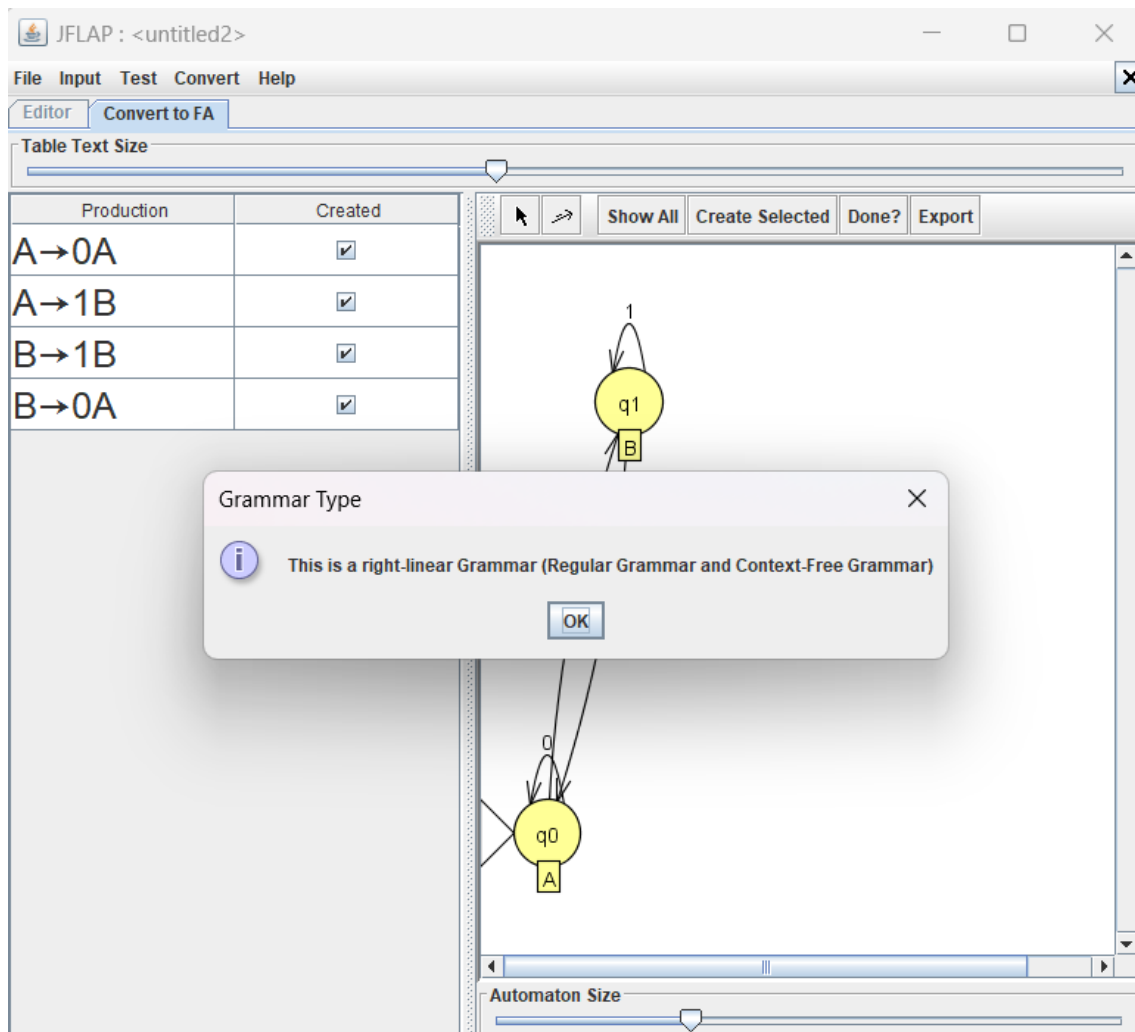 JFLAP : <untitled2>
File Input Test Convert Help
Editor Convert to FA
Table Text Size
Production Created
A→0A
A→1B
B→1B
B→0A
Show All Create Selected Done? Export
1
q1
B
Grammar Type
This is a right-linear Grammar (Regular Grammar and Context-Free Grammar)
OK
0
q0
A
Automaton Size